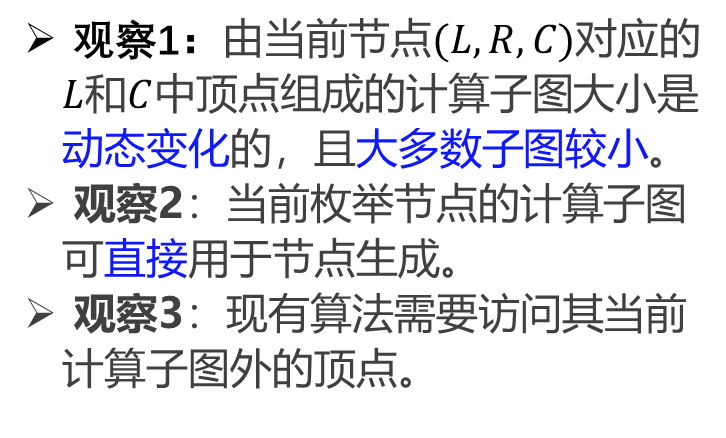 ➢ 观察1：由当前节点(L, R, C)对应的
L和C中顶点组成的计算子图大小是
动态变化的，且大多数子图较小。
➢ 观察2：当前枚举节点的计算子图
可直接用于节点生成。
➢ 观察3：现有算法需要访问其当前
计算子图外的顶点。